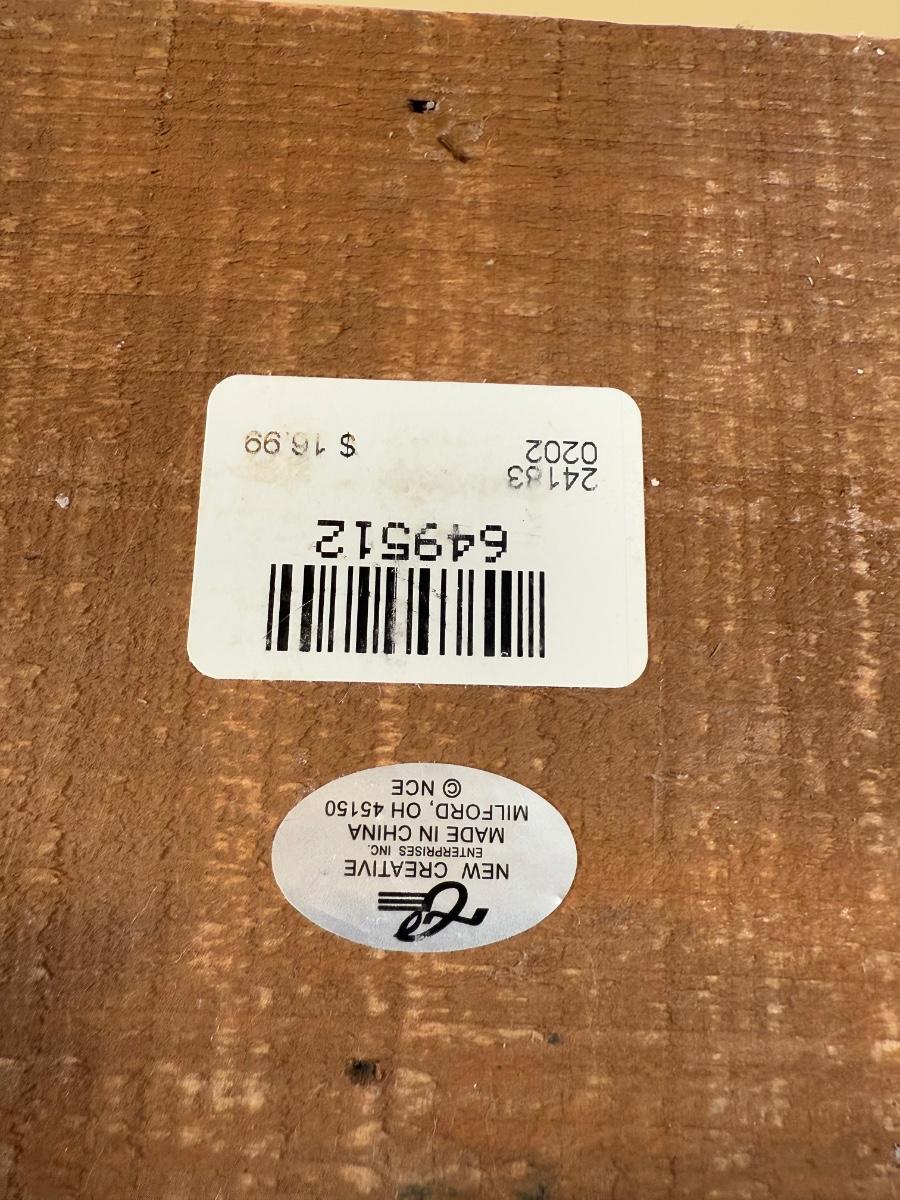 NEW CREATIVE
ENTERPRISES INC.
MADE IN CHINA
MILFORD, OH 45150
© NCE
649512
24183
0202 $ 16.99